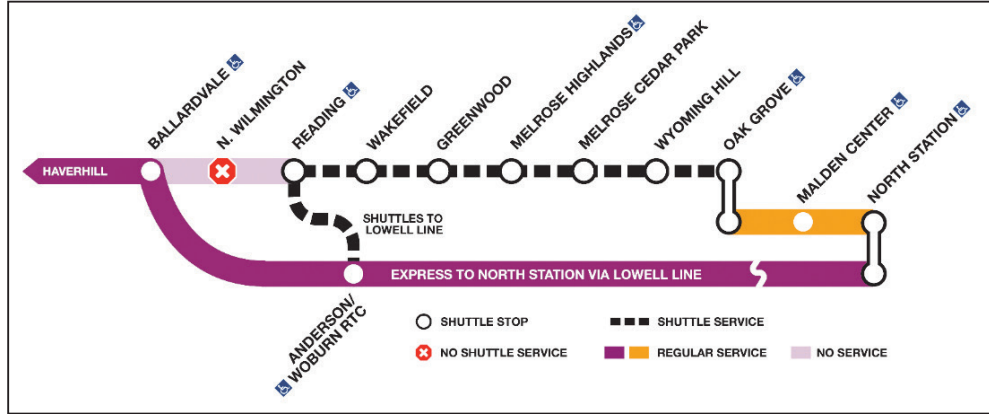 BALLARDVALE
N. WILMINGTON
READING
WAKEFIELD
GREENWOOD
MELROSE HIGHLANDS
MELROSE CEDAR PARK
WYOMING HILL
OAK GROVE
MALDEN CENTER
NORTH STATION
HAVERHILL
SHUTTLES TO
LOWELL LINE
EXPRESS TO NORTH STATION VIA LOWELL LINE
ANDERSON/
WOBURN RTC
SHUTTLE STOP
SHUTTLE SERVICE
NO SHUTTLE SERVICE
REGULAR SERVICE
NO SERVICE